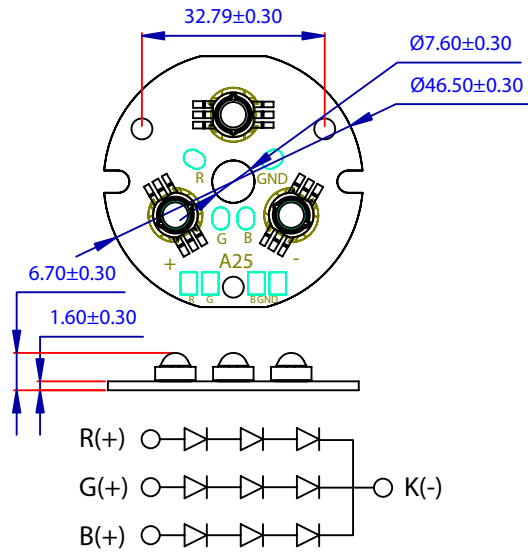 32.79±0.30
Ø7.60±0.30
Ø46.50±0.30
R
GND
G B
+ A25 -
R G B GND
6.70±0.30
1.60±0.30
R(+)
G(+) K(-)
B(+)